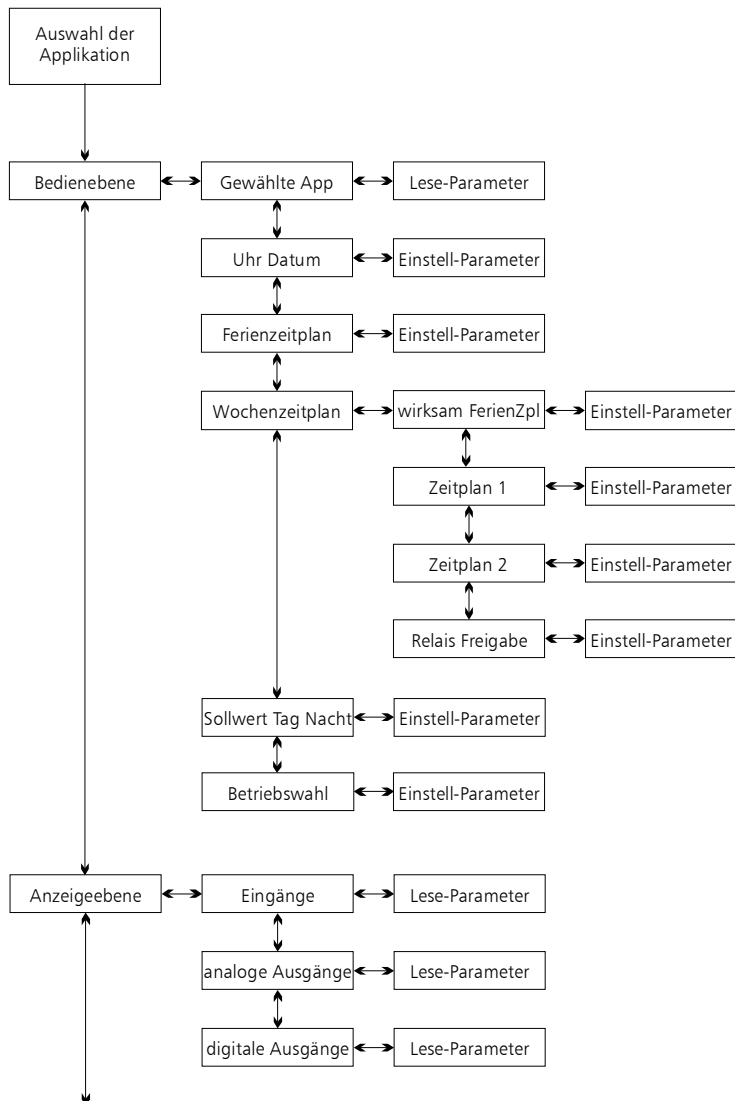 Auswahl der
Applikation
Bedienebene
Gewählte App
Lese-Parameter
Uhr Datum
Einstell-Parameter
Ferienzeitplan
Einstell-Parameter
Wochenzeitplan
wirksam FerienZpl
Einstell-Parameter
Zeitplan 1
Einstell-Parameter
Zeitplan 2
Einstell-Parameter
Relais Freigabe
Einstell-Parameter
Sollwert Tag Nacht
Einstell-Parameter
Betriebswahl
Einstell-Parameter
Anzeigeebene
Eingänge
Lese-Parameter
analoge Ausgänge
Lese-Parameter
digitale Ausgänge
Lese-Parameter